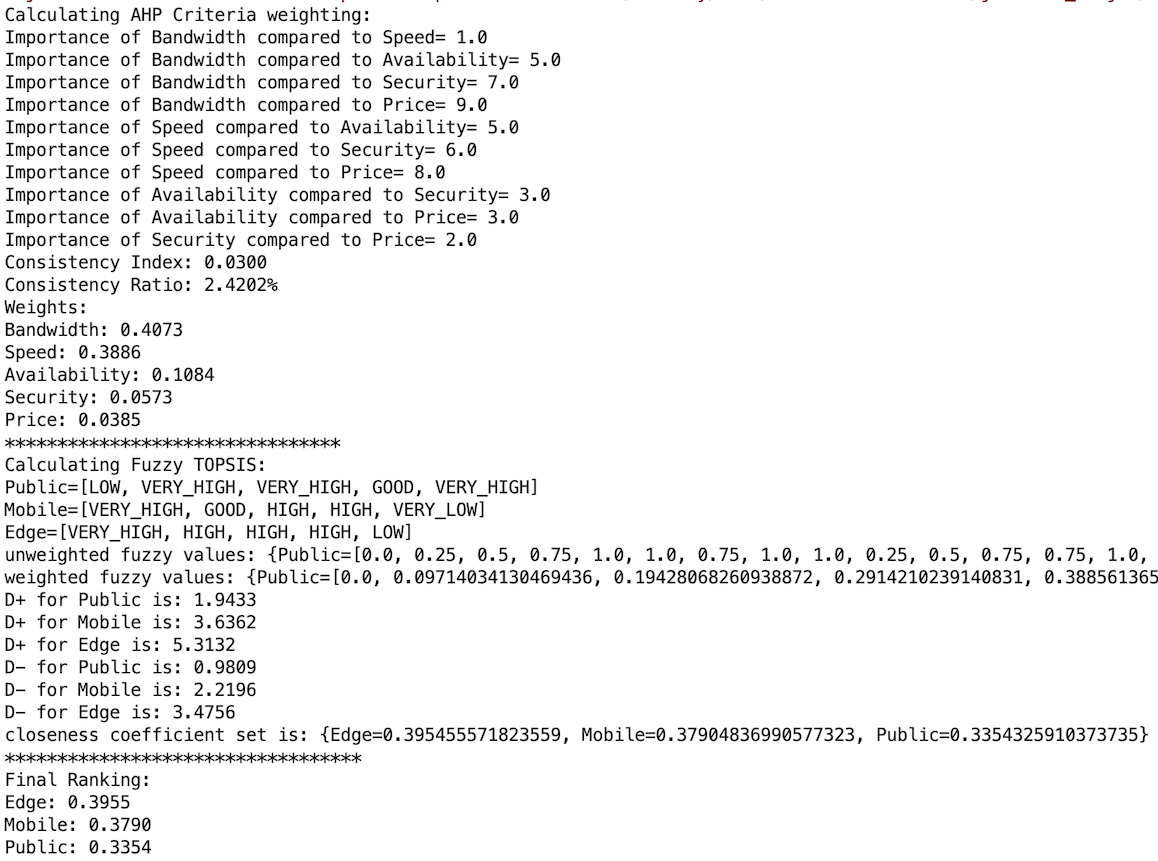 Calculating AHP Criteria weighting:
Importance of Bandwidth compared to Speed= 1.0
Importance of Bandwidth compared to Availability= 5.0
Importance of Bandwidth compared to Security= 7.0
Importance of Bandwidth compared to Price= 9.0
Importance of Speed compared to Availability= 5.0
Importance of Speed compared to Security= 6.0
Importance of Speed compared to Price= 8.0
Importance of Availability compared to Security= 3.0
Importance of Availability compared to Price= 3.0
Importance of Security compared to Price= 2.0
Consistency Index: 0.0300
Consistency Ratio: 2.4202%
Weights:
Bandwidth: 0.4073
Speed: 0.3886
Availability: 0.1084
Security: 0.0573
Price: 0.0385
********************************
Calculating Fuzzy TOPSIS:
Public=[LOW, VERY_HIGH, VERY_HIGH, GOOD, VERY_HIGH]
Mobile=[VERY_HIGH, GOOD, HIGH, HIGH, VERY_LOW]
Edge=[VERY_HIGH, HIGH, HIGH, HIGH, LOW]
unweighted fuzzy values: {Public=[0.0, 0.25, 0.5, 0.75, 1.0, 1.0, 0.75, 1.0, 1.0, 0.25, 0.5, 0.75, 0.75, 1.0,
weighted fuzzy values: {Public=[0.0, 0.09714034130469436, 0.19428068260938872, 0.2914210239140831, 0.388561365
D+ for Public is: 1.9433
D+ for Mobile is: 3.6362
D+ for Edge is: 5.3132
D− for Public is: 0.9809
D− for Mobile is: 2.2196
D− for Edge is: 3.4756
closeness coefficient set is: {Edge=0.395455571823559, Mobile=0.37904836990577323, Public=0.3354325910373735}
**********************************
Final Ranking:
Edge: 0.3955
Mobile: 0.3790
Public: 0.3354